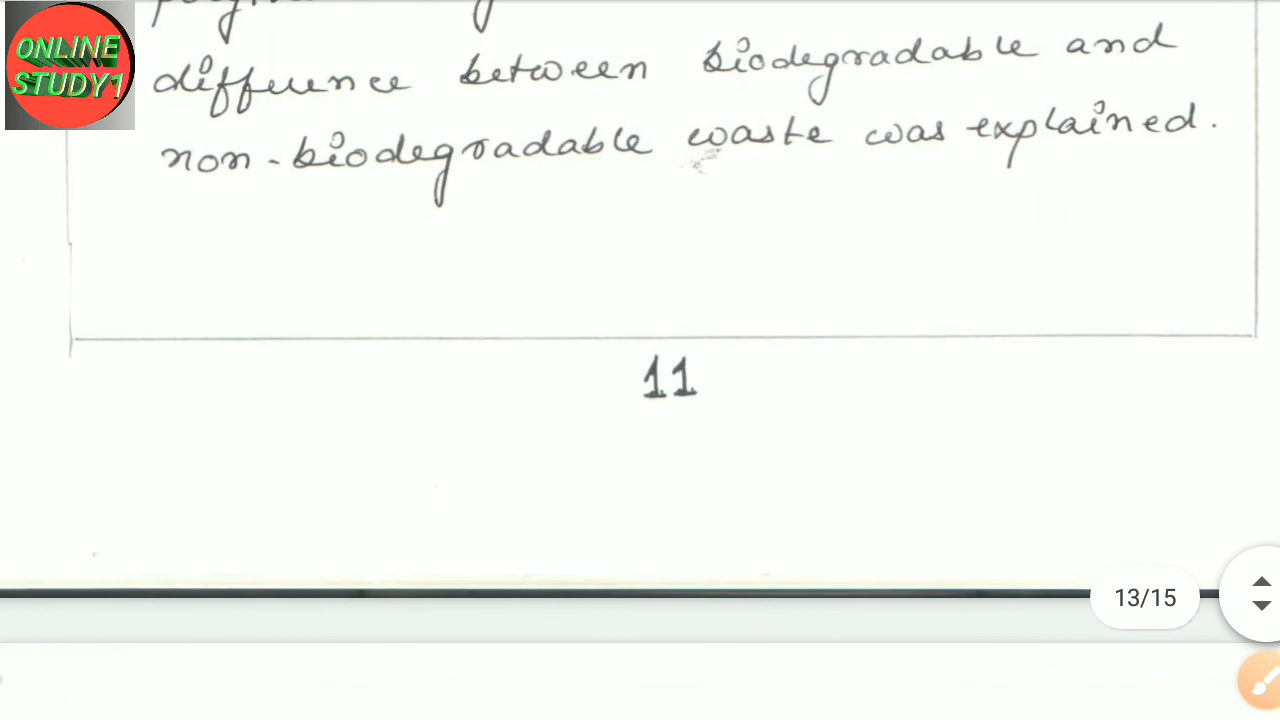 ONLINE
STUDY1
difference between biodegradable and
non-biodegradable waste was explained.
11
13/15